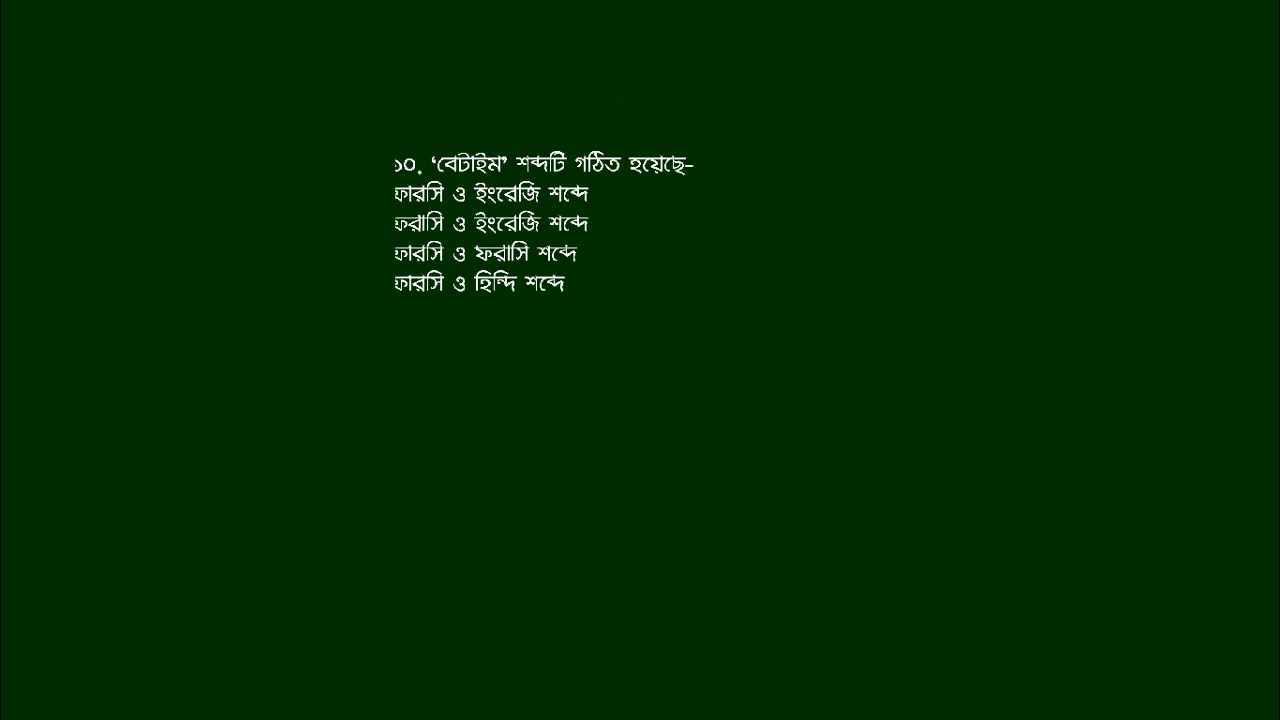 ১০. ‘বেটাইম’ শব্দটি গঠিত হয়েছে-
ফারসি ও ইংরেজি শব্দে
ফরাসি ও ইংরেজি শব্দে
ফারসি ও ফরাসি শব্দে
ফারসি ও হিন্দি শব্দে